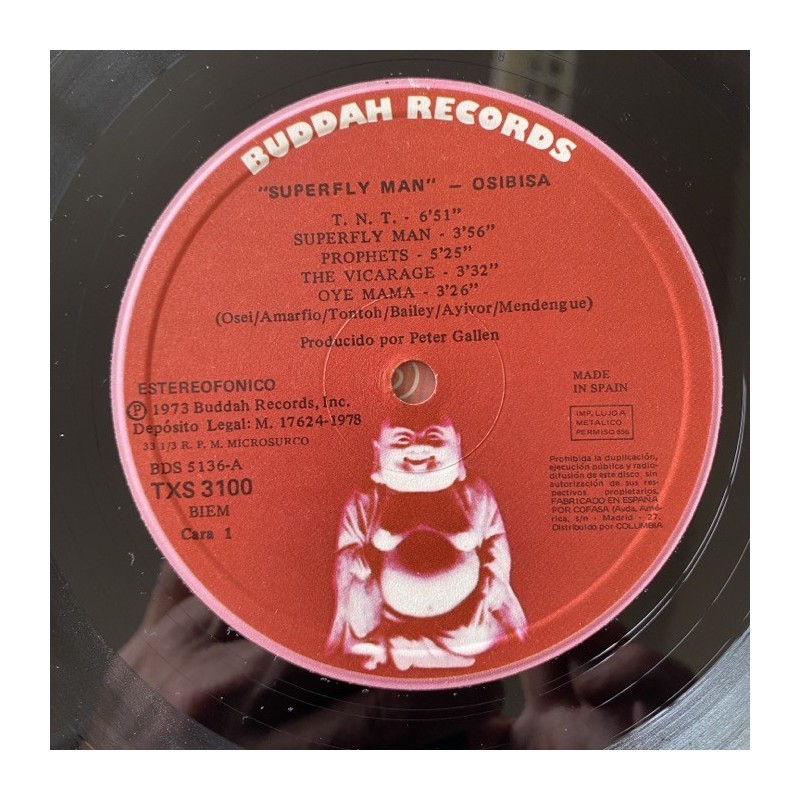 BUDDAH RECORDS
"SUPERFLY MAN" — OSIBISA
T. N. T. - 6'51"
SUPERFLY MAN - 3'56"
PROPHETS - 5'25"
THE VICARAGE - 3'32"
OYE MAMA - 3'26"
(Osei/Amarfio/Tontoh/Bailey/Ayivor/Mendengue)
Producido por Peter Gallen
ESTEREOFONICO
Ⓟ 1973 Buddah Records, Inc.
Depósito Legal: M. 17624-1978
33 1/3 R. P. M. MICROSURCO
BDS 5136-A
TXS 3100
BIEM
Cara 1
MADE
IN SPAIN
IMP. LUJO A
METALICO
PERMISO 836
Prohibida la duplicación,
ejecución pública y radio-
difusión de este disco, sin
autorización de sus res-
pectivos propietarios.
FABRICADO EN ESPAÑA
POR COFASA (Avda. Amé-
rica, s/n - Madrid - 27.
Distribuido por COLUMBIA